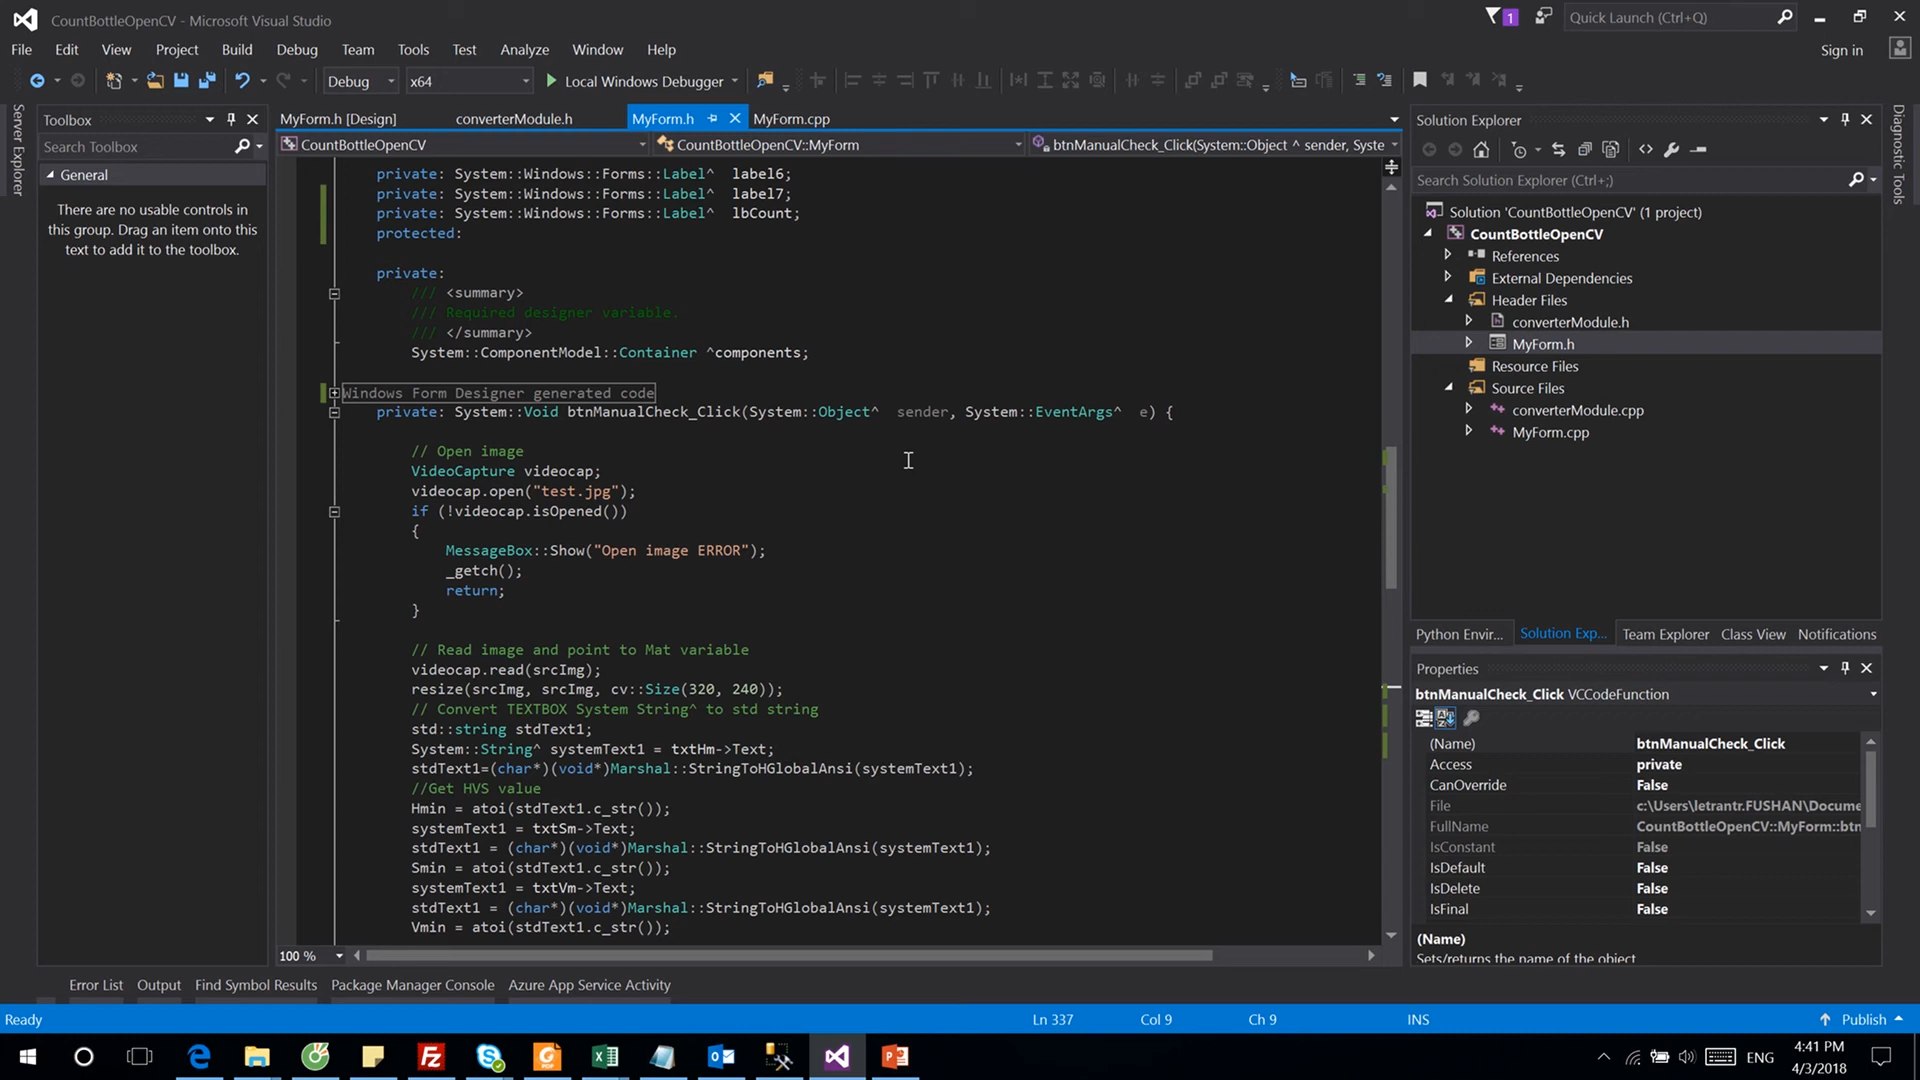 CountBottleOpenCV - Microsoft Visual Studio
1
Quick Launch (Ctrl+Q)
File Edit View Project Build Debug Team Tools Test Analyze Window Help
Sign in
Debug x64 Local Windows Debugger
Server Explorer
Toolbox
Search Toolbox
General
There are no usable controls in
this group. Drag an item onto this
text to add it to the toolbox.
MyForm.h [Design] converterModule.h MyForm.h MyForm.cpp
CountBottleOpenCV CountBottleOpenCV::MyForm btnManualCheck_Click(System::Object ^ sender, Syste
private: System::Windows::Forms::Label^  label6;
private: System::Windows::Forms::Label^  label7;
private: System::Windows::Forms::Label^  lbCount;
protected:
private:
/// <summary>
/// Required designer variable.
/// </summary>
System::ComponentModel::Container ^components;
Windows Form Designer generated code
private: System::Void btnManualCheck_Click(System::Object^  sender, System::EventArgs^  e) {
// Open image
VideoCapture videocap;
videocap.open("test.jpg");
if (!videocap.isOpened())
{
MessageBox::Show("Open image ERROR");
_getch();
return;
}
// Read image and point to Mat variable
videocap.read(srcImg);
resize(srcImg, srcImg, cv::Size(320, 240));
// Convert TEXTBOX System String^ to std string
std::string stdText1;
System::String^ systemText1 = txtHm->Text;
stdText1=(char*)(void*)Marshal::StringToHGlobalAnsi(systemText1);
//Get HVS value
Hmin = atoi(stdText1.c_str());
systemText1 = txtSm->Text;
stdText1 = (char*)(void*)Marshal::StringToHGlobalAnsi(systemText1);
Smin = atoi(stdText1.c_str());
systemText1 = txtVm->Text;
stdText1 = (char*)(void*)Marshal::StringToHGlobalAnsi(systemText1);
Vmin = atoi(stdText1.c_str());
100 %
Solution Explorer
Search Solution Explorer (Ctrl+;)
Solution 'CountBottleOpenCV' (1 project)
CountBottleOpenCV
References
External Dependencies
Header Files
converterModule.h
MyForm.h
Resource Files
Source Files
converterModule.cpp
MyForm.cpp
Python Envir... Solution Exp... Team Explorer Class View Notifications
Properties
btnManualCheck_Click VCCodeFunction
(Name) btnManualCheck_Click
Access private
CanOverride False
File c:\Users\letrantr.FUSHAN\Docume
FullName CountBottleOpenCV::MyForm::btn
IsConstant False
IsDefault False
IsDelete False
IsFinal False
(Name)
Sets/returns the name of the object
Diagnostic Tools
Error List Output Find Symbol Results Package Manager Console Azure App Service Activity
Ready Ln 337 Col 9 Ch 9 INS Publish
ENG
4:41 PM
4/3/2018